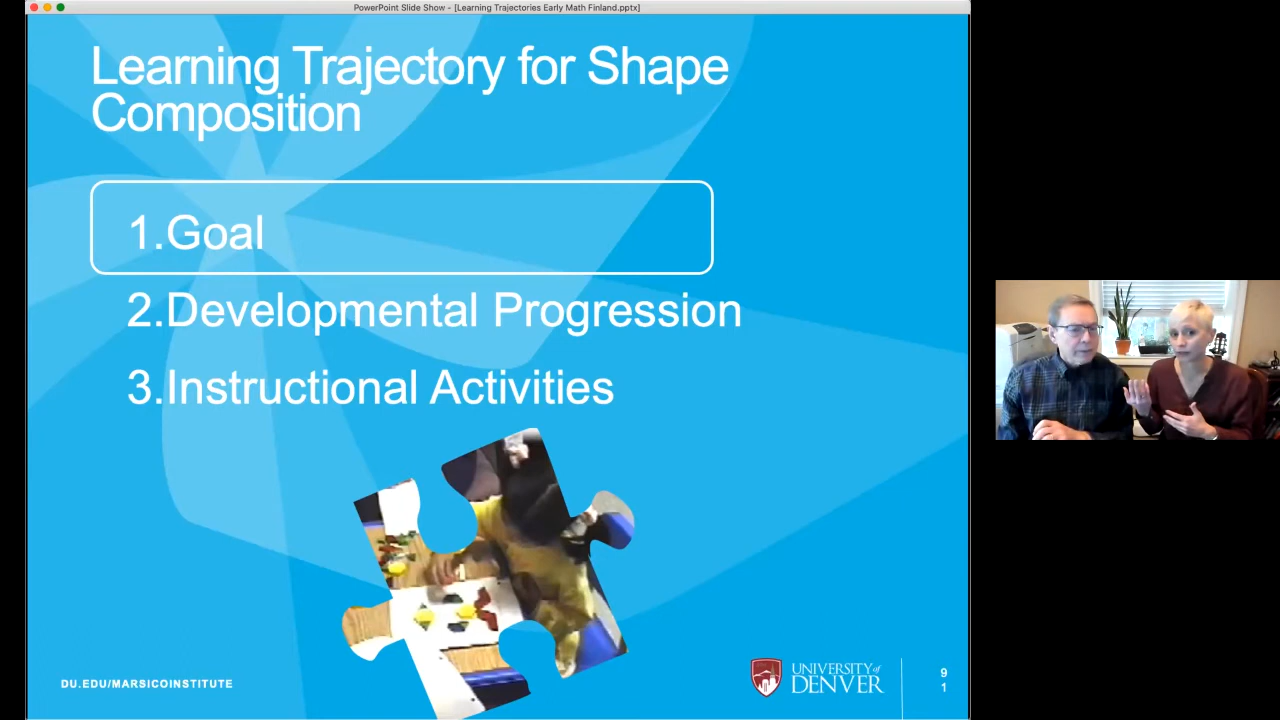 PowerPoint Slide Show - [Learning Trajectories Early Math Finland.pptx]
Learning Trajectory for Shape
Composition
1.Goal
2.Developmental Progression
3.Instructional Activities
DU.EDU/MARSICOINSTITUTE
UNIVERSITY of
DENVER
9
1